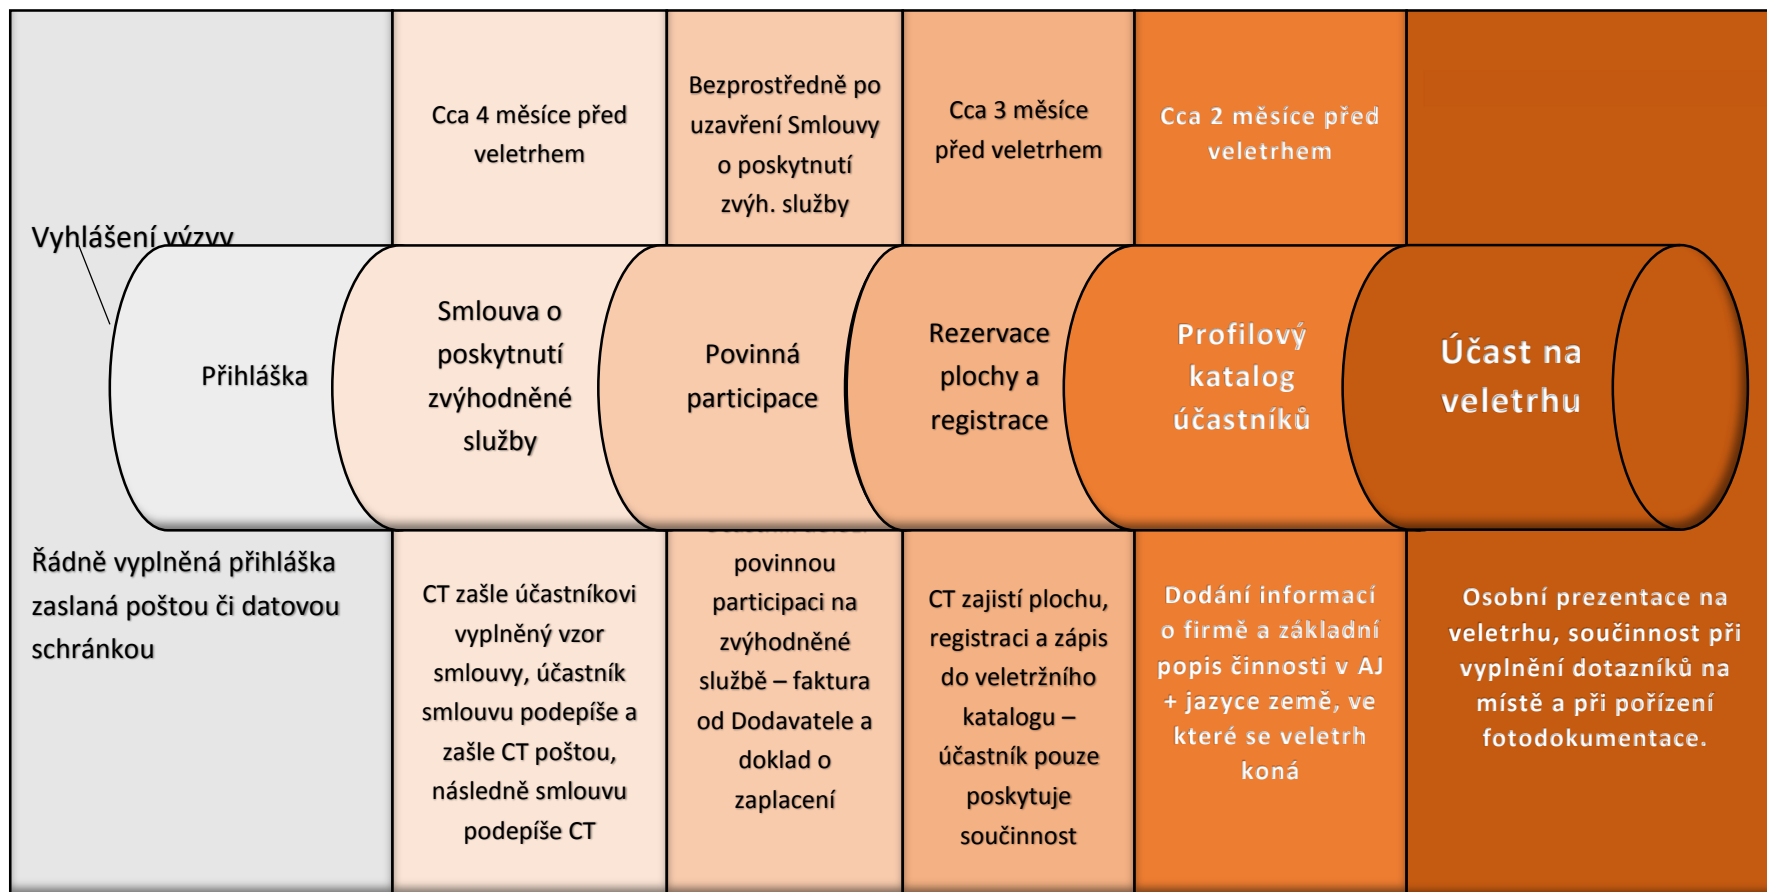 Vyhlášení výzvy
Přihláška
Řádně vyplněná přihláška
zaslaná poštou či datovou
schránkou
Cca 4 měsíce před
veletrhem
Smlouva o
poskytnutí
zvýhodněné
služby
CT zašle účastníkovi
vyplněný vzor
smlouvy, účastník
smlouvu podepíše a
zašle CT poštou,
následně smlouvu
podepíše CT
Bezprostředně po
uzavření Smlouvy
o poskytnutí
zvýh. služby
Povinná
participace
povinnou
participaci na
zvýhodněné
službě – faktura
od Dodavatele a
doklad o
zaplacení
Cca 3 měsíce
před veletrhem
Rezervace
plochy a
registrace
CT zajistí plochu,
registraci a zápis
do veletržního
katalogu –
účastník pouze
poskytuje
součinnost
Cca 2 měsíce před
veletrhem
Profilový
katalog
účastníků
Dodání informací
o firmě a základní
popis činnosti v AJ
+ jazyce země, ve
které se veletrh
koná
Účast na
veletrhu
Osobní prezentace na
veletrhu, součinnost při
vyplnění dotazníků na
místě a při pořízení
fotodokumentace.